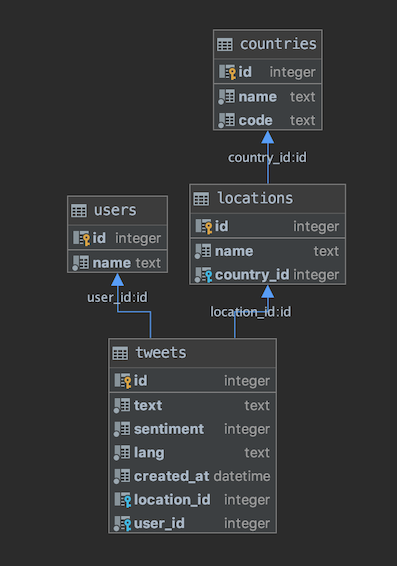 countries
id integer
name text
code text
country_id:id
locations
id integer
name text
country_id integer
users
id integer
name text
user_id:id
location_id:id
tweets
id integer
text text
sentiment integer
lang text
created_at datetime
location_id integer
user_id integer